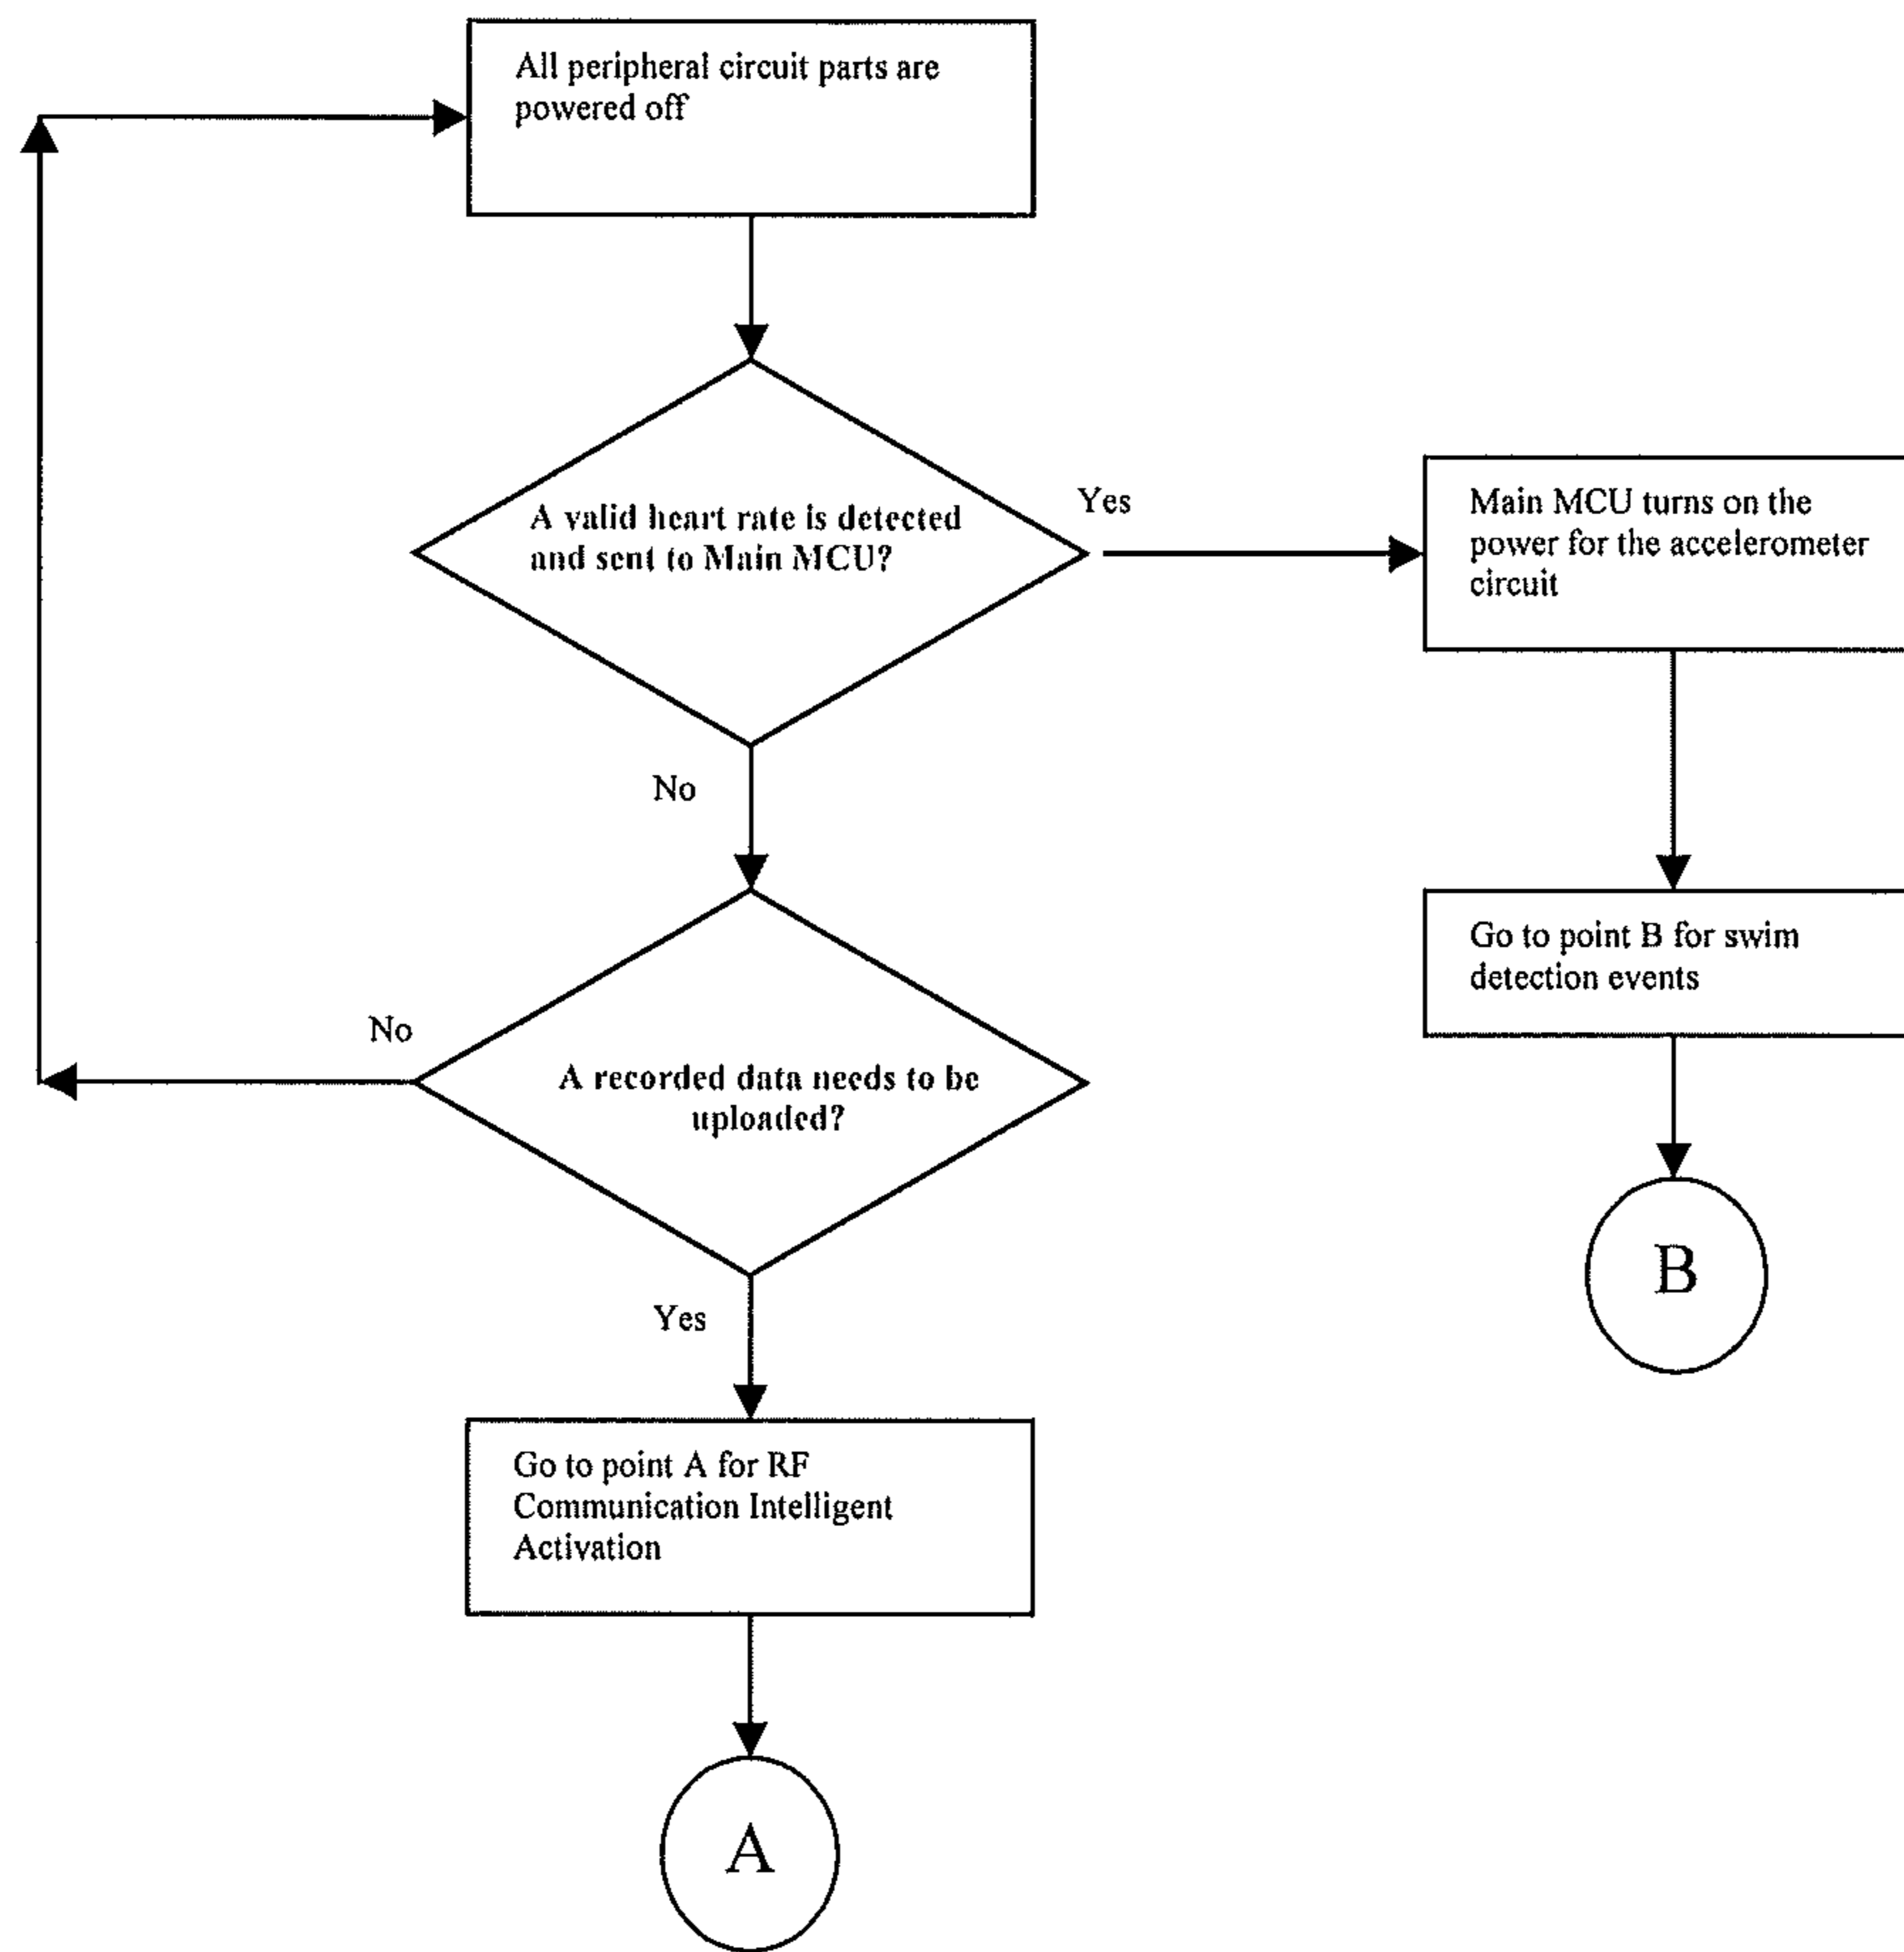 All peripheral circuit parts are
powered off
A valid heart rate is detected
and sent to Main MCU?
Yes
Main MCU turns on the
power for the accelerometer
circuit
No
Go to point B for swim
detection events
No
A recorded data needs to be
uploaded?
B
Yes
Go to point A for RF
Communication Intelligent
Activation
A